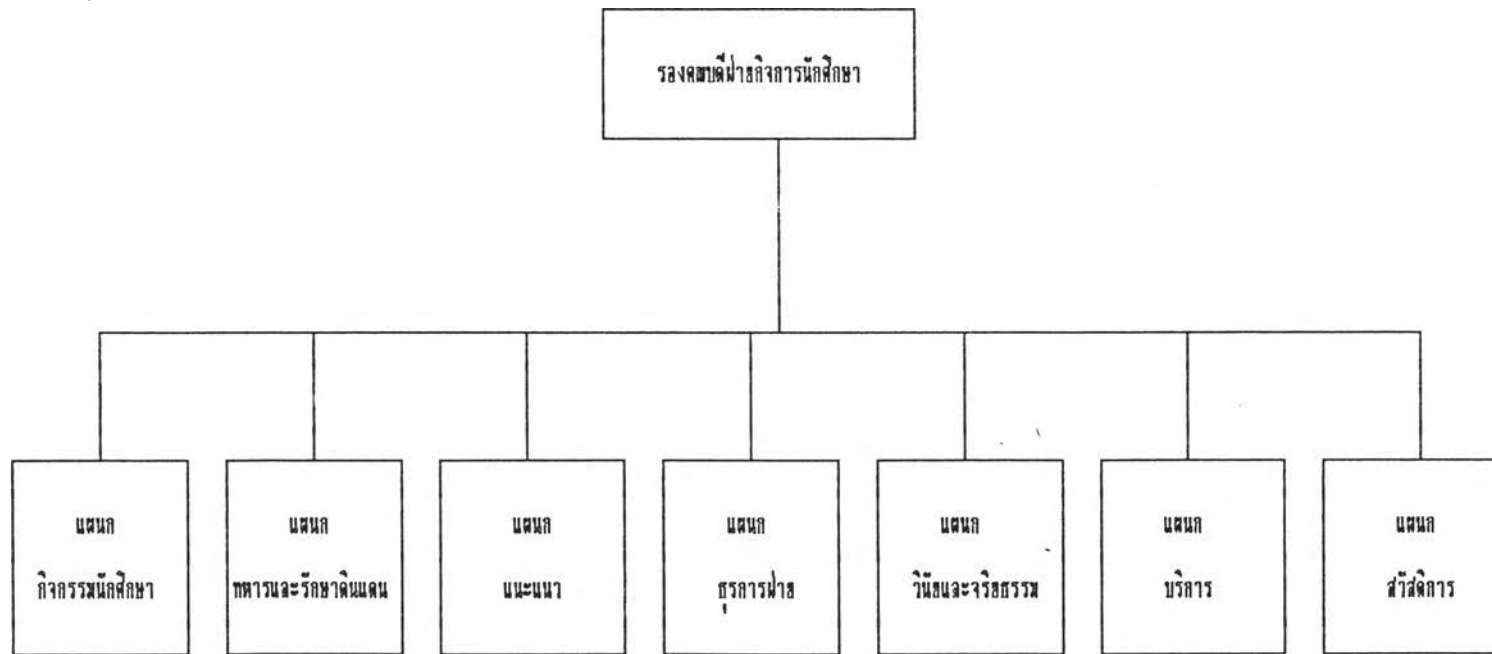 รองคณบดีฝ่ายกิจการนักศึกษา
แผนก
กิจกรรมนักศึกษา
แผนก
ทหารและรักษาดินแดน
แผนก
แนะแนว
แผนก
ธุรการฝ่าย
แผนก
วินัยและจริยธรรม
แผนก
บริการ
แผนก
สวัสดิการ